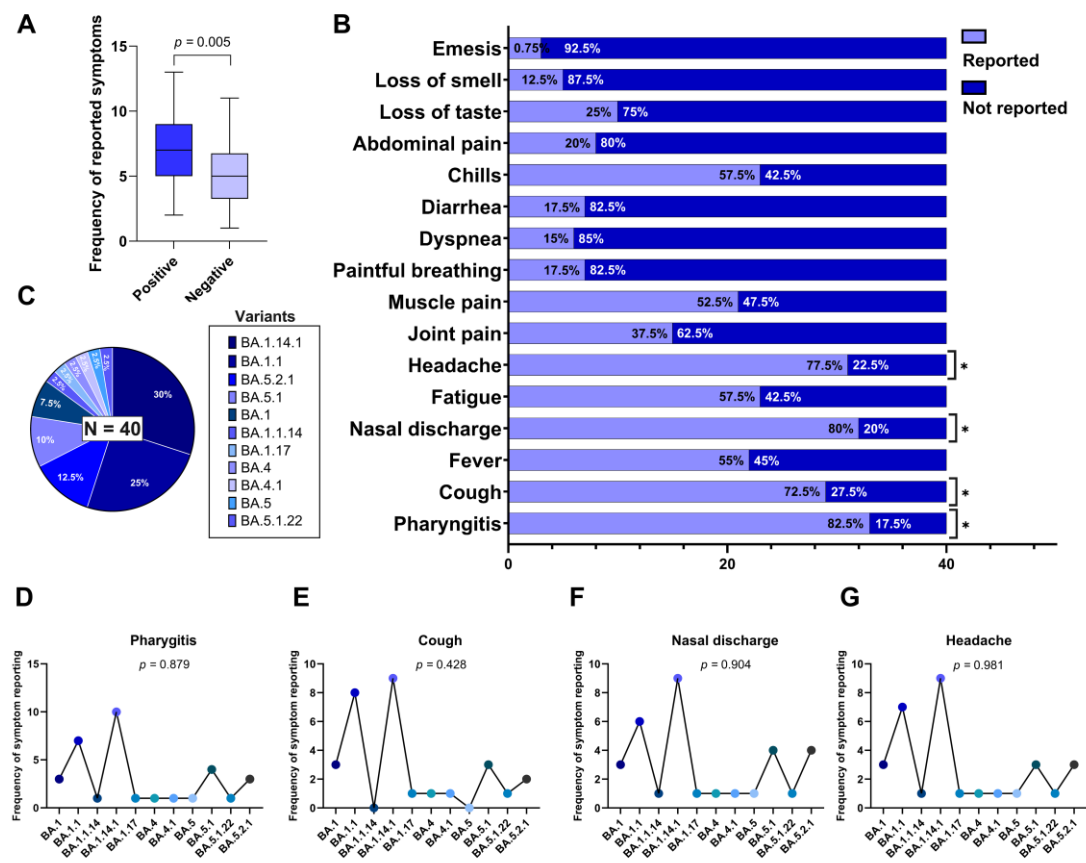 A
Frequency of reported symptoms
15
10
5
0
p = 0.005
Positive
Negative
B
Emesis 0.75% 92.5%
Loss of smell 12.5% 87.5%
Loss of taste 25% 75%
Abdominal pain 20% 80%
Chills 57.5% 42.5%
Diarrhea 17.5% 82.5%
Dyspnea 15% 85%
Painful breathing 17.5% 82.5%
Muscle pain 52.5% 47.5%
Joint pain 37.5% 62.5%
Headache 77.5% 22.5% *
Fatigue 57.5% 42.5%
Nasal discharge 80% 20% *
Fever 55% 45%
Cough 72.5% 27.5% *
Pharyngitis 82.5% 17.5% *
0 20 40
Reported
Not reported
C
N = 40
30%
25%
12.5%
10%
7.5%
2.5%
2.5%
2.5%
2.5%
2.5%
2.5%
Variants
BA.1.14.1
BA.1.1
BA.5.2.1
BA.5.1
BA.1
BA.1.1.14
BA.1.17
BA.4
BA.4.1
BA.5
BA.5.1.22
D
Pharygitis
p = 0.879
Frequency of symptom reporting
15
10
5
0
BA.1
BA.1.1
BA.1.1.14
BA.1.14.1
BA.1.17
BA.4
BA.4.1
BA.5
BA.5.1
BA.5.1.22
BA.5.2.1
E
Cough
p = 0.428
Frequency of symptom reporting
10
8
6
4
2
0
BA.1
BA.1.1
BA.1.1.14
BA.1.14.1
BA.1.17
BA.4
BA.4.1
BA.5
BA.5.1
BA.5.1.22
BA.5.2.1
F
Nasal discharge
p = 0.904
Frequency of symptom reporting
10
8
6
4
2
0
BA.1
BA.1.1
BA.1.1.14
BA.1.14.1
BA.1.17
BA.4
BA.4.1
BA.5
BA.5.1
BA.5.1.22
BA.5.2.1
G
Headache
p = 0.981
Frequency of symptom reporting
10
8
6
4
2
0
BA.1
BA.1.1
BA.1.1.14
BA.1.14.1
BA.1.17
BA.4
BA.4.1
BA.5
BA.5.1
BA.5.1.22
BA.5.2.1